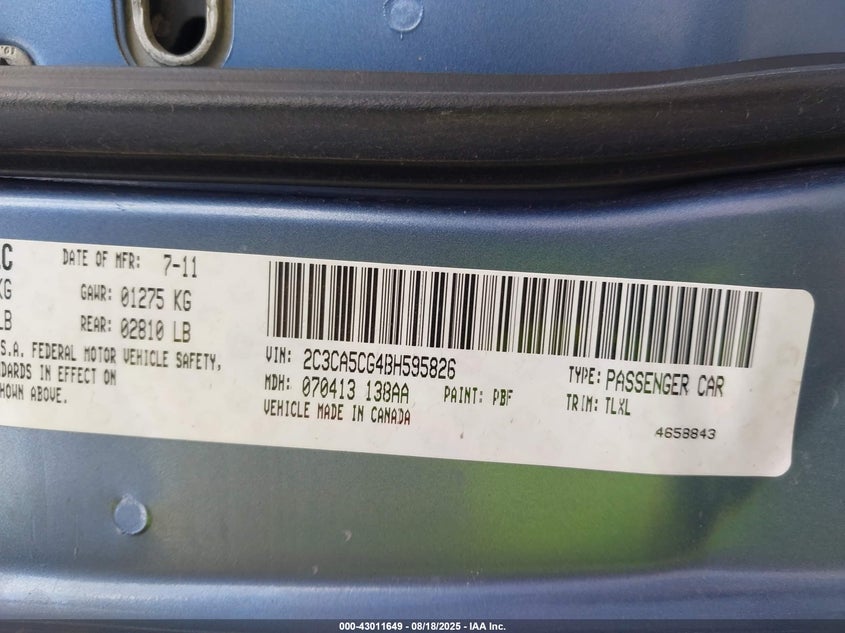 LC
DATE OF MFR: 7-11
KG
GAWR: 01275 KG
LB
REAR: 02810 LB
S.A. FEDERAL MOTOR VEHICLE SAFETY,
DARDS IN EFFECT ON
HOWN ABOVE.
VIN: 2C3CA5CG4BH595826
MDH: 070413 138AA PAINT: PBF
VEHICLE MADE IN CANADA
TYPE: PASSENGER CAR
TRIM: TLXL
4658843
000-43011649 - 08/18/2025 - IAA Inc.